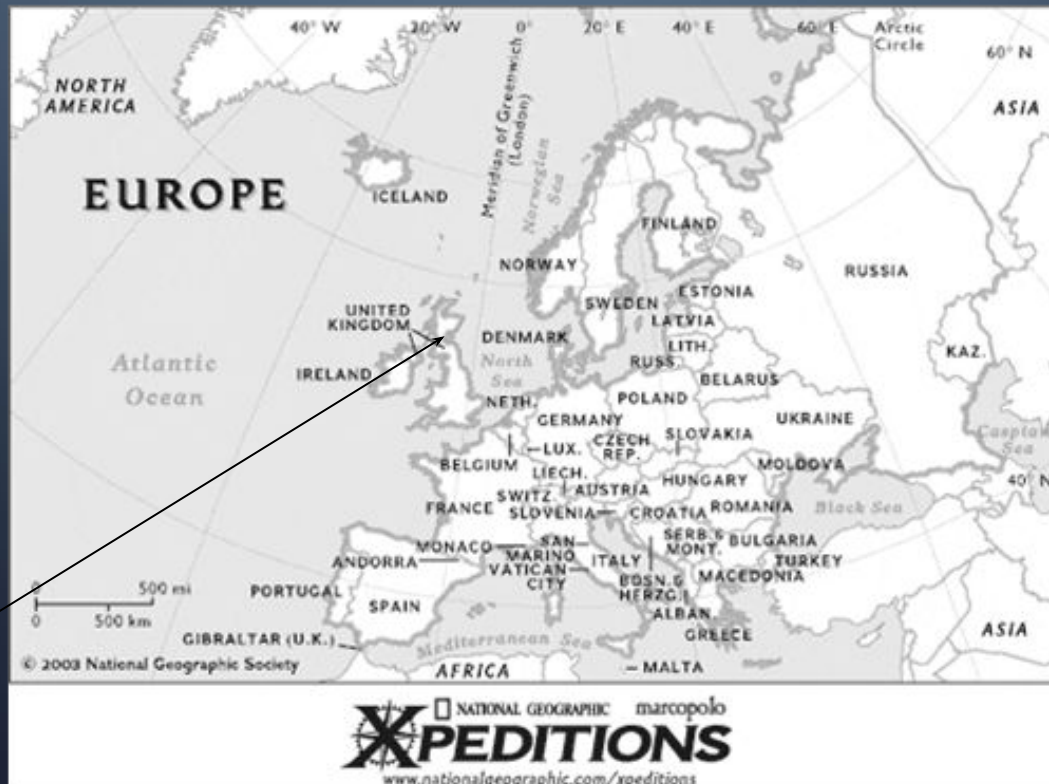 40° W
20° W
0°
20° E
40° E
60° E
Arctic
Circle
60° N
NORTH
AMERICA
ASIA
Meridian of Greenwich
(London)
Norwegian
Sea
EUROPE
ICELAND
FINLAND
NORWAY
RUSSIA
SWEDEN
ESTONIA
UNITED
KINGDOM
LATVIA
DENMARK
LITH.
KAZ.
Atlantic
Ocean
North
Sea
RUSS.
IRELAND
BELARUS
NETH.
POLAND
GERMANY
UKRAINE
LUX.
CZECH
REP.
SLOVAKIA
Caspian
Sea
BELGIUM
LIECH.
MOLDOVA
SWITZ.
AUSTRIA
HUNGARY
40° N
FRANCE
SLOVENIA
CROATIA
ROMANIA
Black Sea
MONACO
SAN
MARINO
ITALY
SERB. &
MONT.
BULGARIA
ANDORRA
VATICAN
CITY
TURKEY
BOSN. &
HERZG.
MACEDONIA
0 500 mi
0 500 km
PORTUGAL
SPAIN
ALBAN.
GREECE
ASIA
GIBRALTAR (U.K.)
Mediterranean Sea
© 2003 National Geographic Society
AFRICA
MALTA
NATIONAL GEOGRAPHIC marcopolo
XPEDITIONS
www.nationalgeographic.com/xpeditions